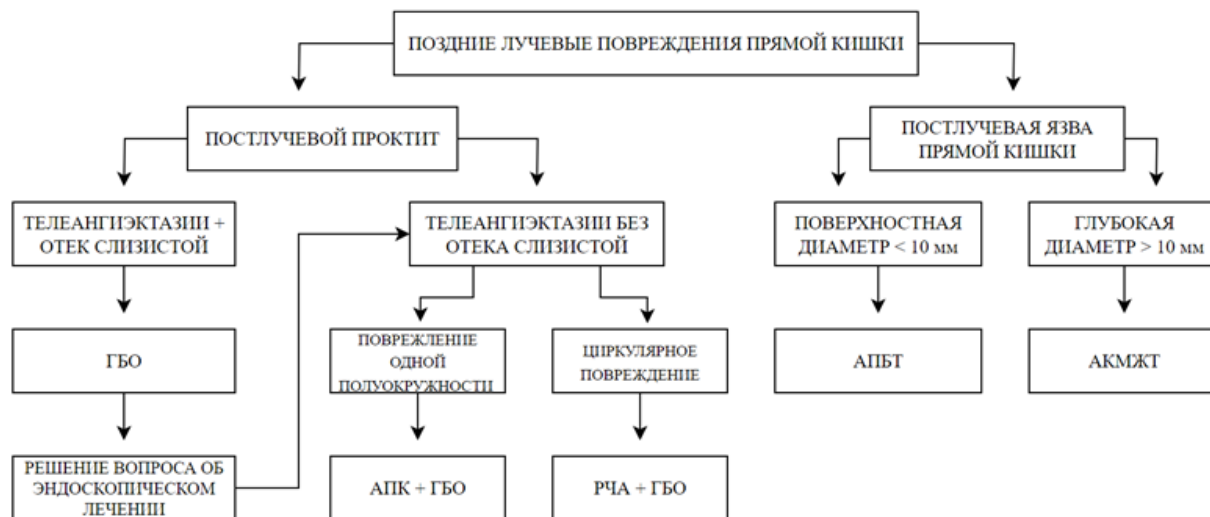 ПОЗДНИЕ ЛУЧЕВЫЕ ПОВРЕЖДЕНИЯ ПРЯМОЙ КИШКИ
ПОСТЛУЧЕВОЙ ПРОКТИТ
ПОСТЛУЧЕВАЯ ЯЗВА
ПРЯМОЙ КИШКИ
ТЕЛЕАНГИЭКТАЗИИ +
ОТЕК СЛИЗИСТОЙ
ТЕЛЕАНГИЭКТАЗИИ БЕЗ
ОТЕКА СЛИЗИСТОЙ
ПОВЕРХНОСТНАЯ
ДИАМЕТР < 10 мм
ГЛУБОКАЯ
ДИАМЕТР > 10 мм
ГБО
ПОВРЕЖЛЕНИЕ
ОДНОЙ
ПОЛУОКРУЖНОСТИ
ЦИРКУЛЯРНОЕ
ПОВРЕЖДЕНИЕ
АПБТ
АКМЖТ
РЕШЕНИЕ ВОПРОСА ОБ
ЭНДОСКОПИЧЕСКОМ
ЛЕЧЕНИИ
АПК + ГБО
РЧА + ГБО